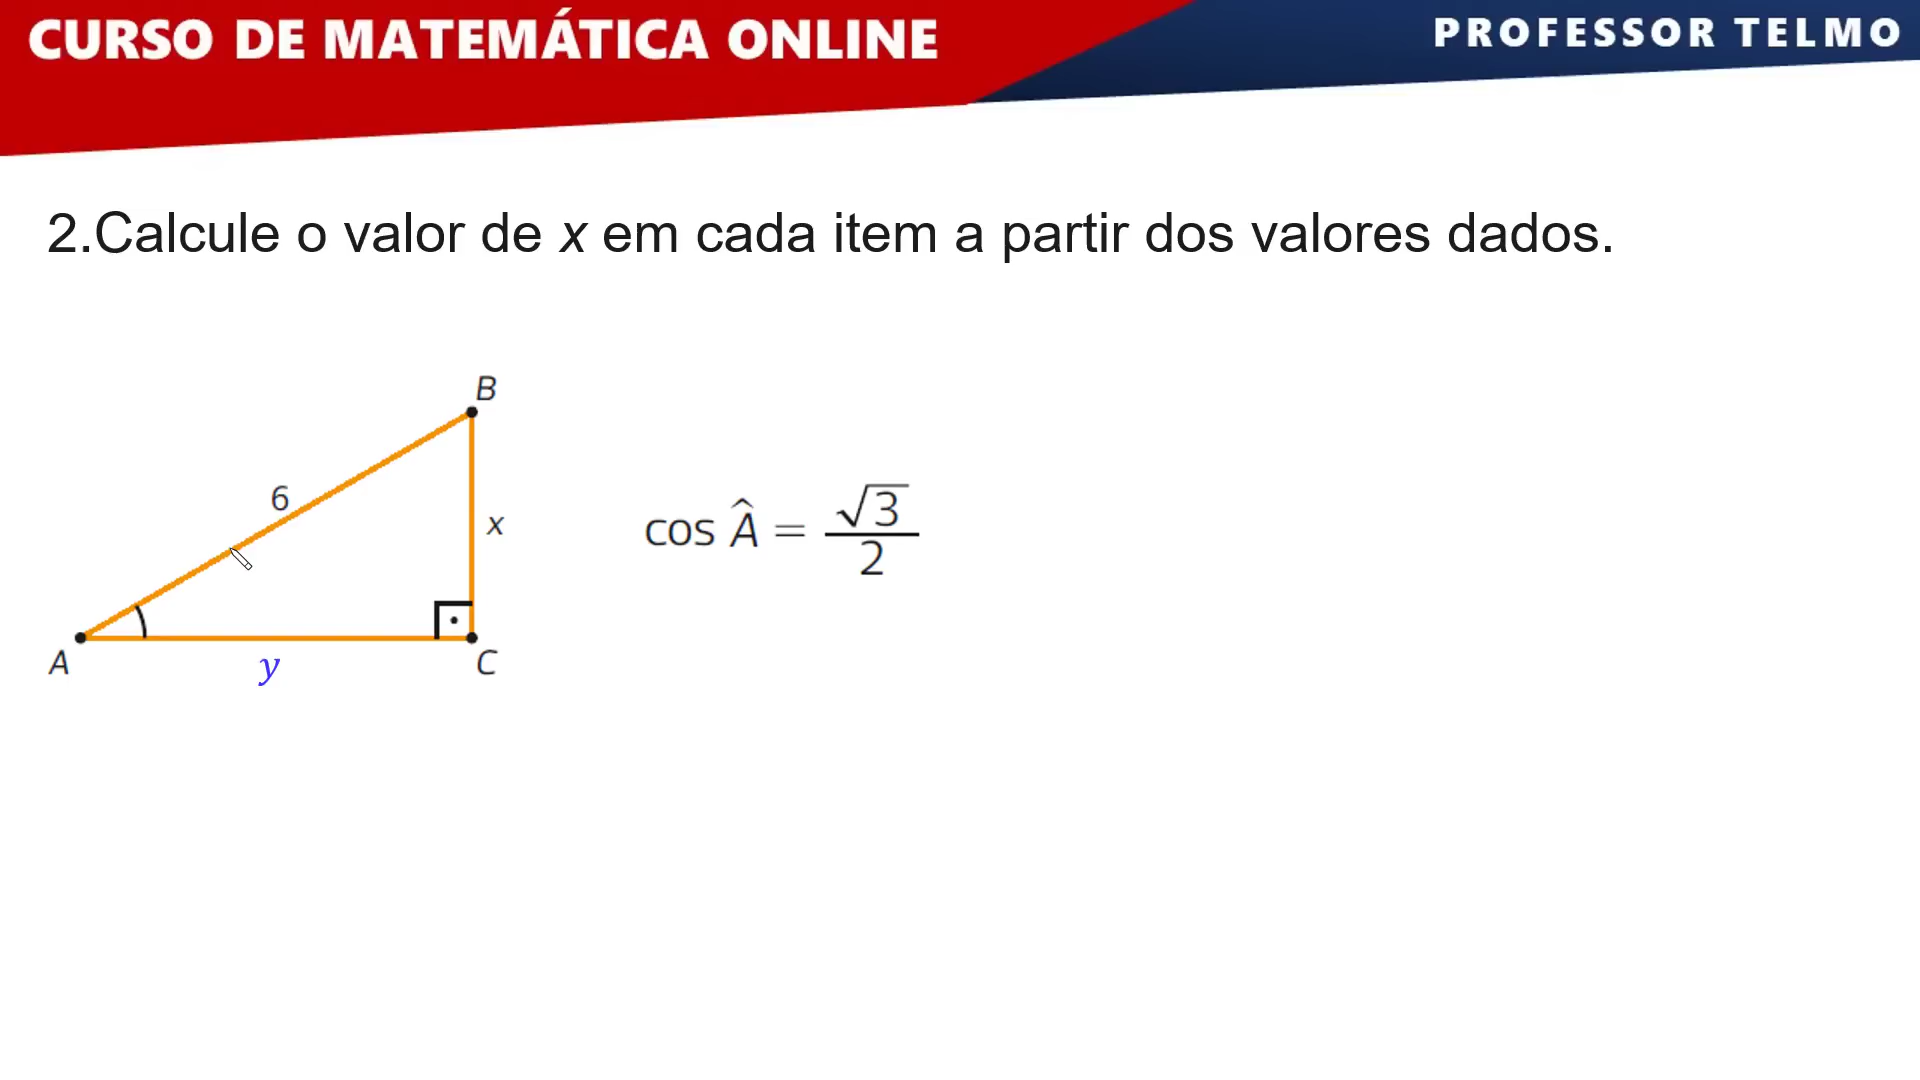 CURSO DE MATEMÁTICA ONLINE
PROFESSOR TELMO
2.Calcule o valor de x em cada item a partir dos valores dados.
B
6
x
A
y
C
cos Â = √3/2